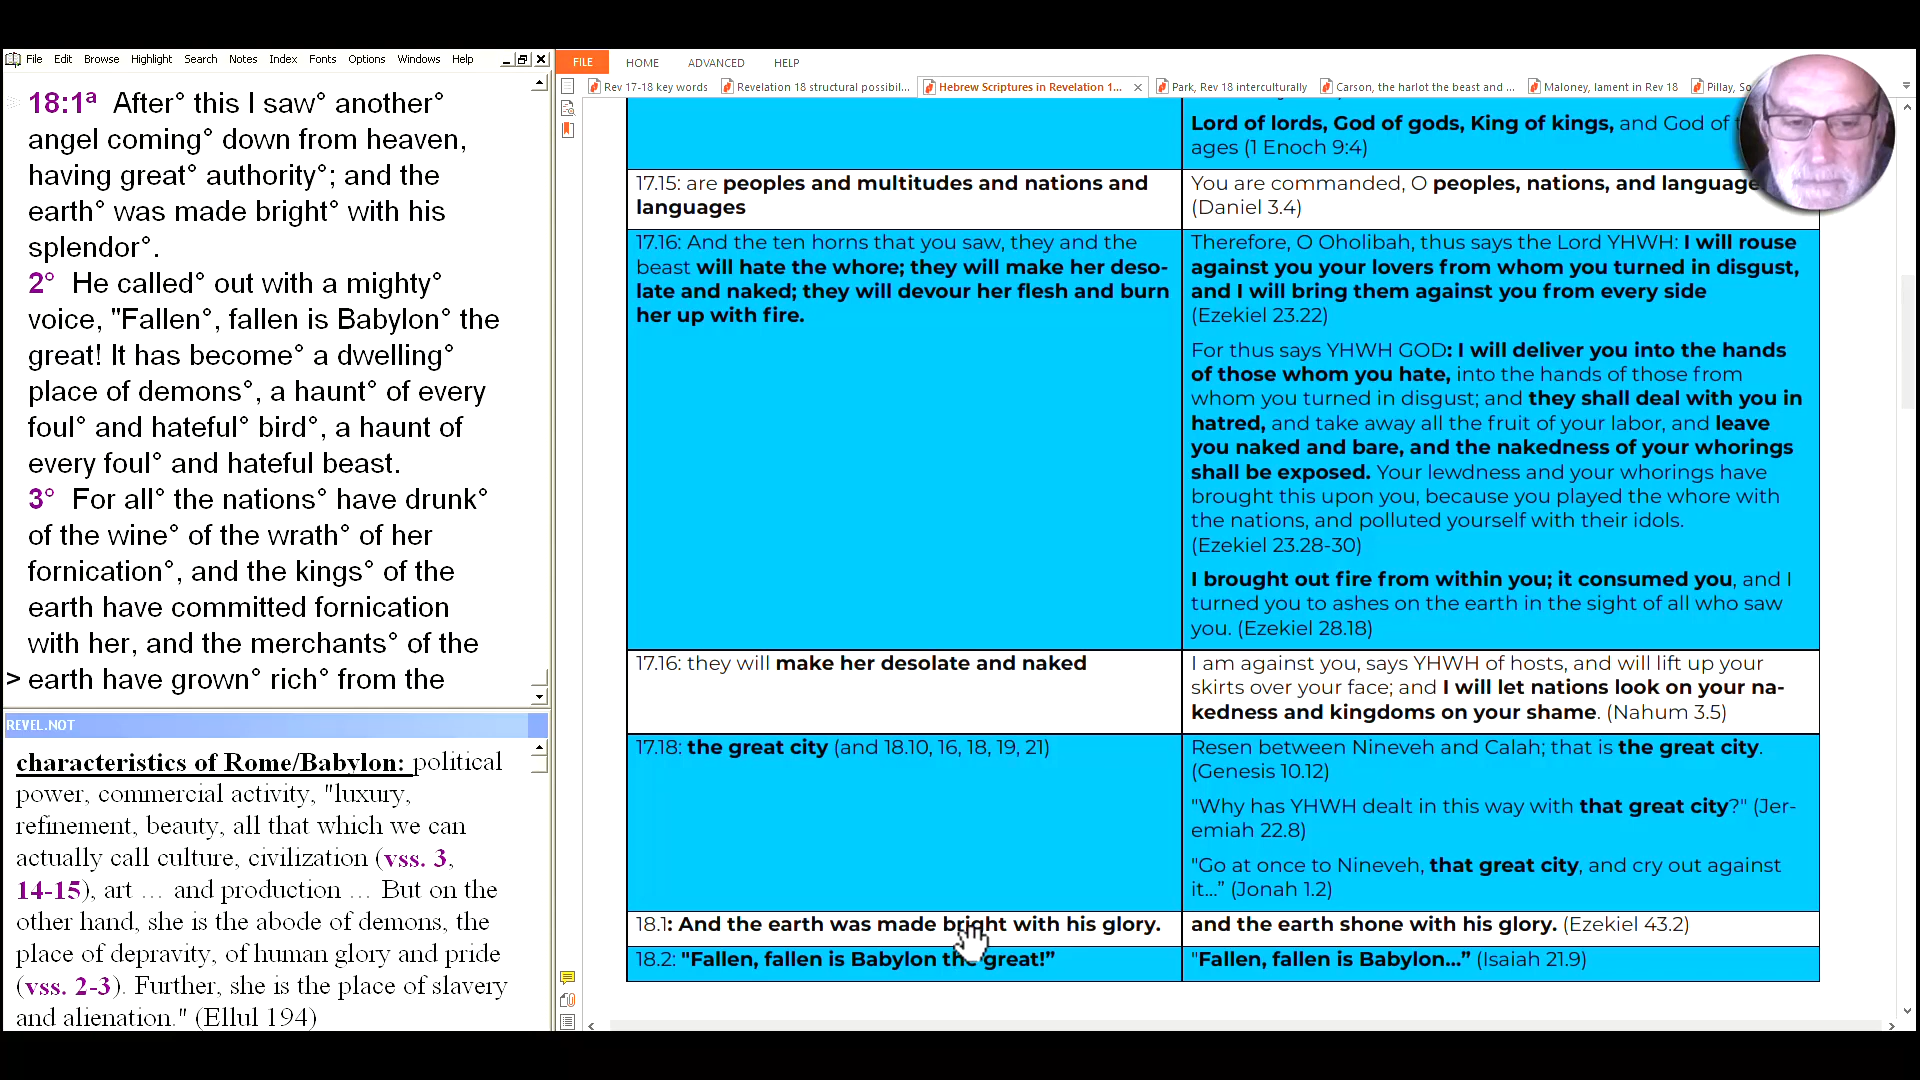 File Edit Browse Highlight Search Notes Index Fonts Options Windows Help
18:1ª After° this I saw° another°
angel coming° down from heaven,
having great° authority°; and the
earth° was made bright° with his
splendor°.
2° He called° out with a mighty°
voice, "Fallen°, fallen is Babylon° the
great! It has become° a dwelling°
place of demons°, a haunt° of every
foul° and hateful° bird°, a haunt of
every foul° and hateful beast.
3° For all° the nations° have drunk°
of the wine° of the wrath° of her
fornication°, and the kings° of the
earth have committed fornication
with her, and the merchants° of the
> earth have grown° rich° from the
REVEL.NOT
characteristics of Rome/Babylon: political
power, commercial activity, "luxury,
refinement, beauty, all that which we can
actually call culture, civilization (vss. 3,
14-15), art … and production … But on the
other hand, she is the abode of demons, the
place of depravity, of human glory and pride
(vss. 2-3). Further, she is the place of slavery
and alienation." (Ellul 194)
FILE HOME ADVANCED HELP
Rev 17-18 key words
Revelation 18 structural possibil...
Hebrew Scriptures in Revelation 1...
Park, Rev 18 interculturally
Carson, the harlot the beast and ...
Maloney, lament in Rev 18
Pillay, So
Lord of lords, God of gods, King of kings, and God of
ages (1 Enoch 9:4)
17.15: are peoples and multitudes and nations and
languages
You are commanded, O peoples, nations, and language
(Daniel 3.4)
17.16: And the ten horns that you saw, they and the
beast will hate the whore; they will make her deso-
late and naked; they will devour her flesh and burn
her up with fire.
Therefore, O Oholibah, thus says the Lord YHWH: I will rouse
against you your lovers from whom you turned in disgust,
and I will bring them against you from every side
(Ezekiel 23.22)
For thus says YHWH GOD: I will deliver you into the hands
of those whom you hate, into the hands of those from
whom you turned in disgust; and they shall deal with you in
hatred, and take away all the fruit of your labor, and leave
you naked and bare, and the nakedness of your whorings
shall be exposed. Your lewdness and your whorings have
brought this upon you, because you played the whore with
the nations, and polluted yourself with their idols.
(Ezekiel 23.28-30)
I brought out fire from within you; it consumed you, and I
turned you to ashes on the earth in the sight of all who saw
you. (Ezekiel 28.18)
17.16: they will make her desolate and naked
I am against you, says YHWH of hosts, and will lift up your
skirts over your face; and I will let nations look on your na-
kedness and kingdoms on your shame. (Nahum 3.5)
17.18: the great city (and 18.10, 16, 18, 19, 21)
Resen between Nineveh and Calah; that is the great city.
(Genesis 10.12)
"Why has YHWH dealt in this way with that great city?" (Jer-
emiah 22.8)
"Go at once to Nineveh, that great city, and cry out against
it…” (Jonah 1.2)
18.1: And the earth was made bright with his glory.
and the earth shone with his glory. (Ezekiel 43.2)
18.2: "Fallen, fallen is Babylon the great!”
"Fallen, fallen is Babylon…” (Isaiah 21.9)